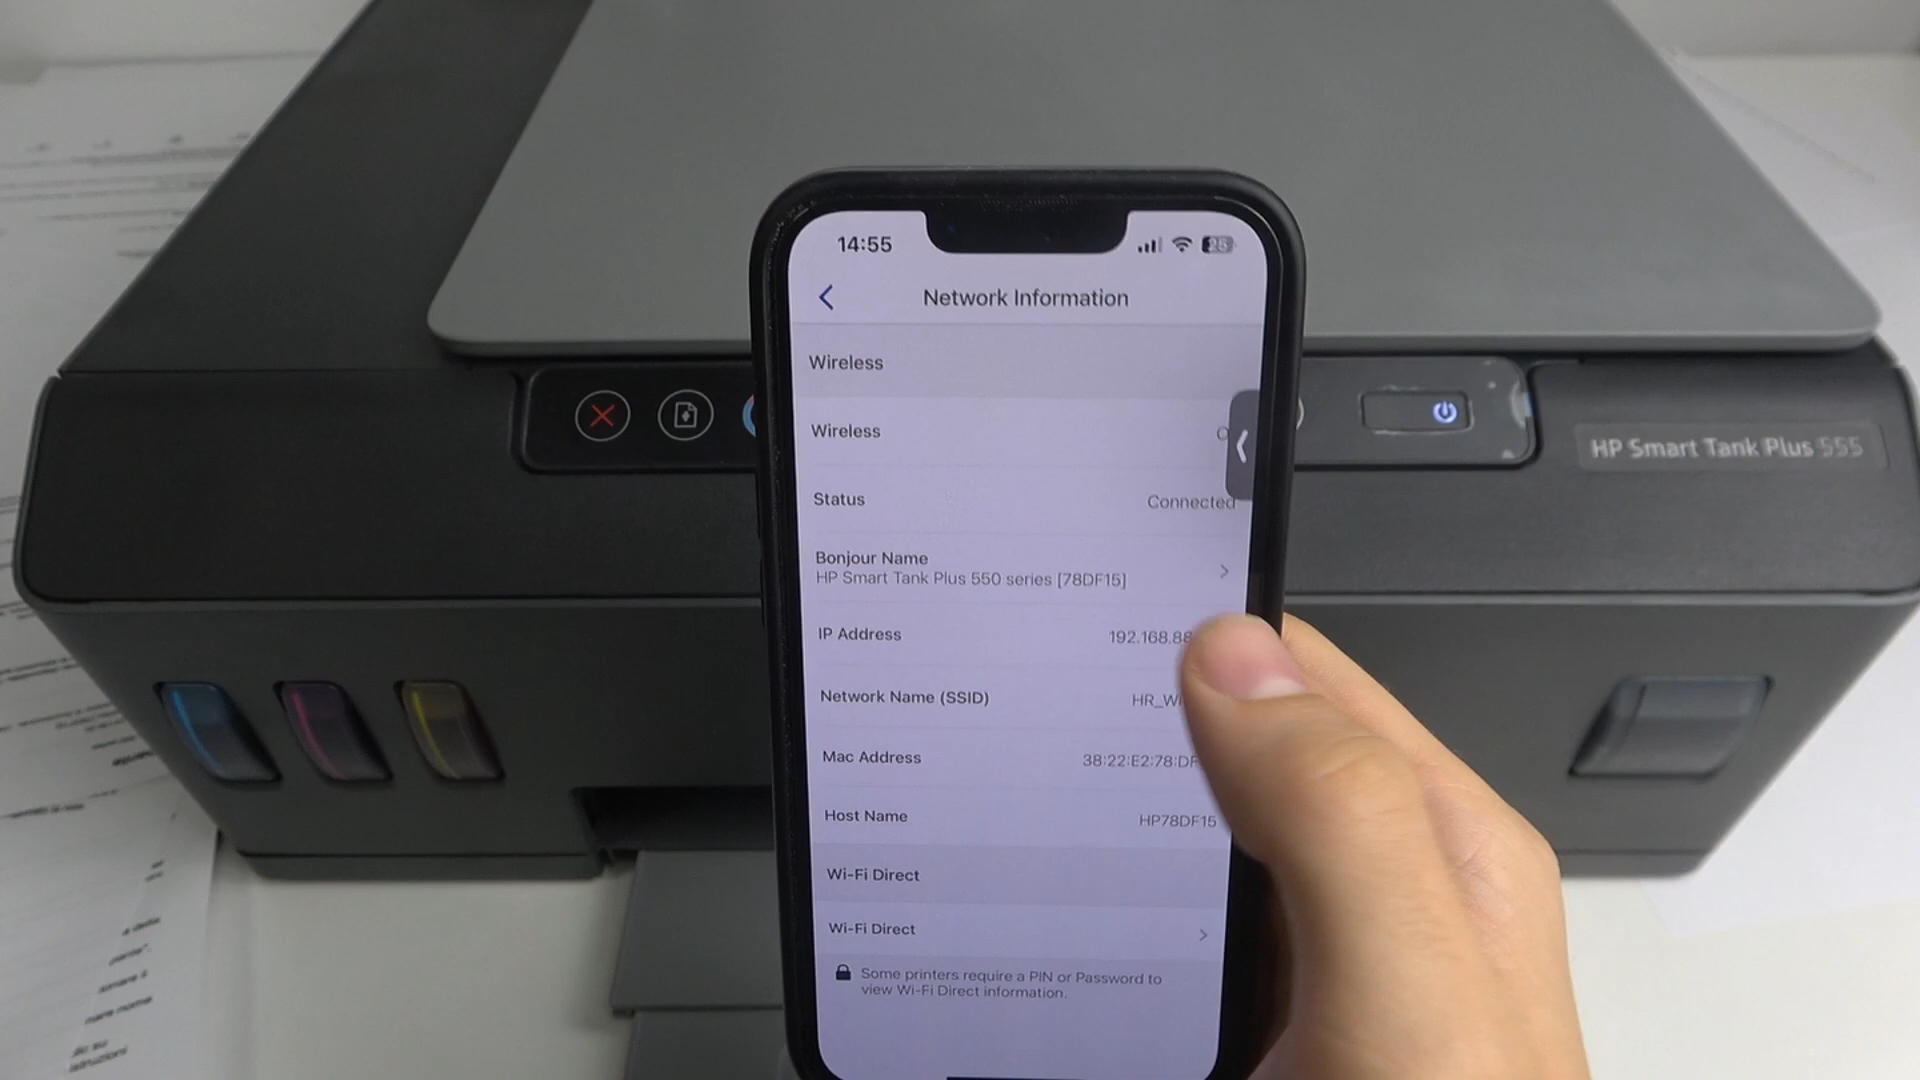 14:55
25
Network Information
Wireless
Wireless
Status Connected
Bonjour Name
HP Smart Tank Plus 550 series [78DF15]
IP Address 192.168.88
Network Name (SSID) HR_Wi
Mac Address 38:22:E2:78:DF
Host Name HP78DF15
Wi-Fi Direct
Wi-Fi Direct
Some printers require a PIN or Password to
view Wi-Fi Direct information.
HP Smart Tank Plus 555